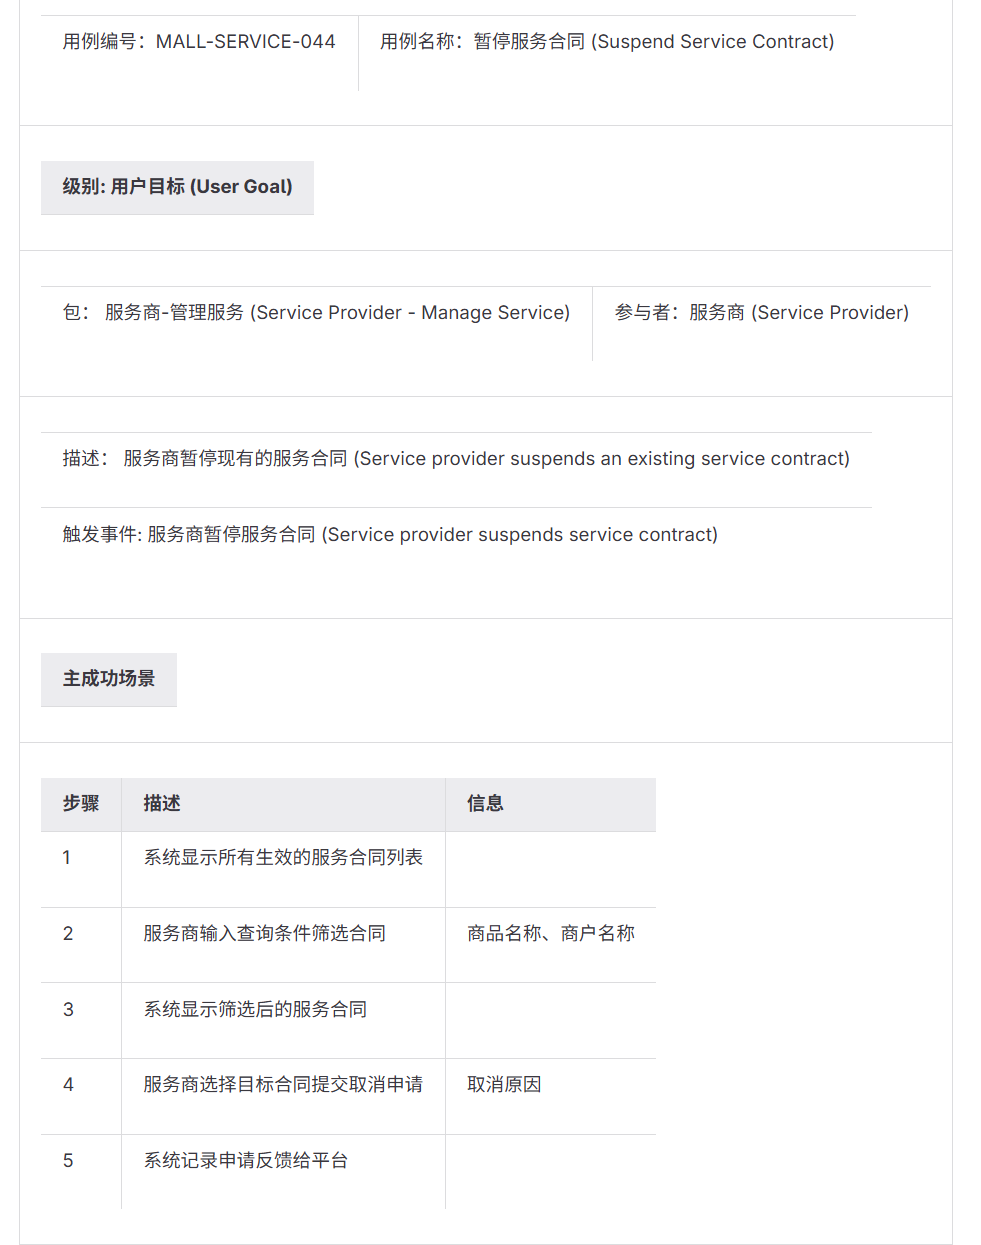 用例编号：MALL-SERVICE-044 用例名称：暂停服务合同 (Suspend Service Contract)
级别: 用户目标 (User Goal)
包： 服务商-管理服务 (Service Provider - Manage Service) 参与者：服务商 (Service Provider)
描述： 服务商暂停现有的服务合同 (Service provider suspends an existing service contract)
触发事件: 服务商暂停服务合同 (Service provider suspends service contract)
主成功场景
步骤 描述 信息
1 系统显示所有生效的服务合同列表
2 服务商输入查询条件筛选合同 商品名称、商户名称
3 系统显示筛选后的服务合同
4 服务商选择目标合同提交取消申请 取消原因
5 系统记录申请反馈给平台